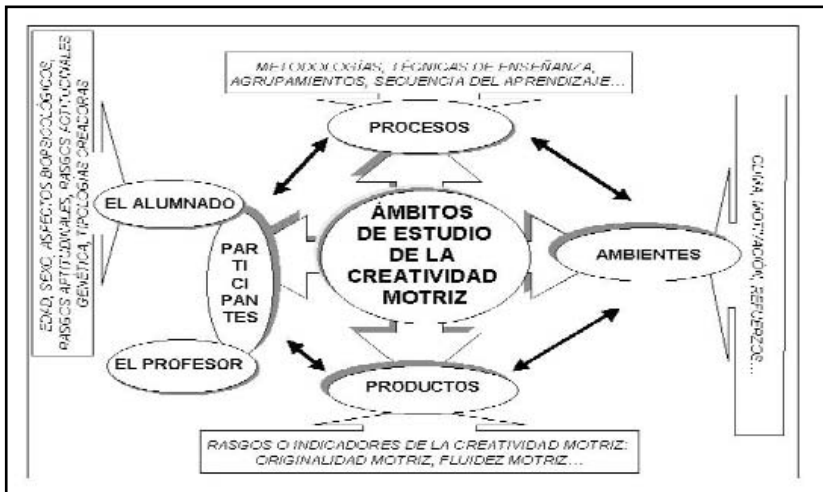 METODOLOGÍAS, TÉCNICAS DE ENSEÑANZA,
AGRUPAMIENTOS, SECUENCIA DEL APRENDIZAJE...
PROCESOS
EDAD, SEXO, ASPECTOS BIOPSICOLÓGICOS,
RASGOS APTITUDINALES, RASGOS ACTITUDINALES
GENÉTICA, TIPOLOGÍAS CREADORAS
EL ALUMNADO
PAR
TI
CI
PAN
TES
EL PROFESOR
ÁMBITOS
DE ESTUDIO
DE LA
CREATIVIDAD
MOTRIZ
AMBIENTES
CLIMA, MOTIVACIÓN, REFUERZOS...
PRODUCTOS
RASGOS O INDICADORES DE LA CREATIVIDAD MOTRIZ:
ORIGINALIDAD MOTRIZ, FLUIDEZ MOTRIZ...